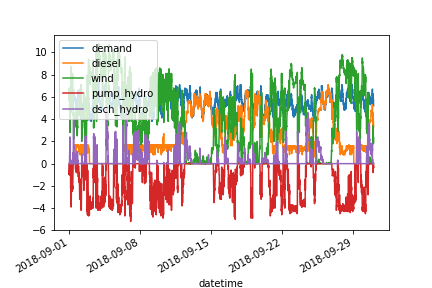 10
8
6
4
2
0
−2
−4
−6
demand
diesel
wind
pump_hydro
dsch_hydro
2018-09-01
2018-09-08
2018-09-15
2018-09-22
2018-09-29
datetime